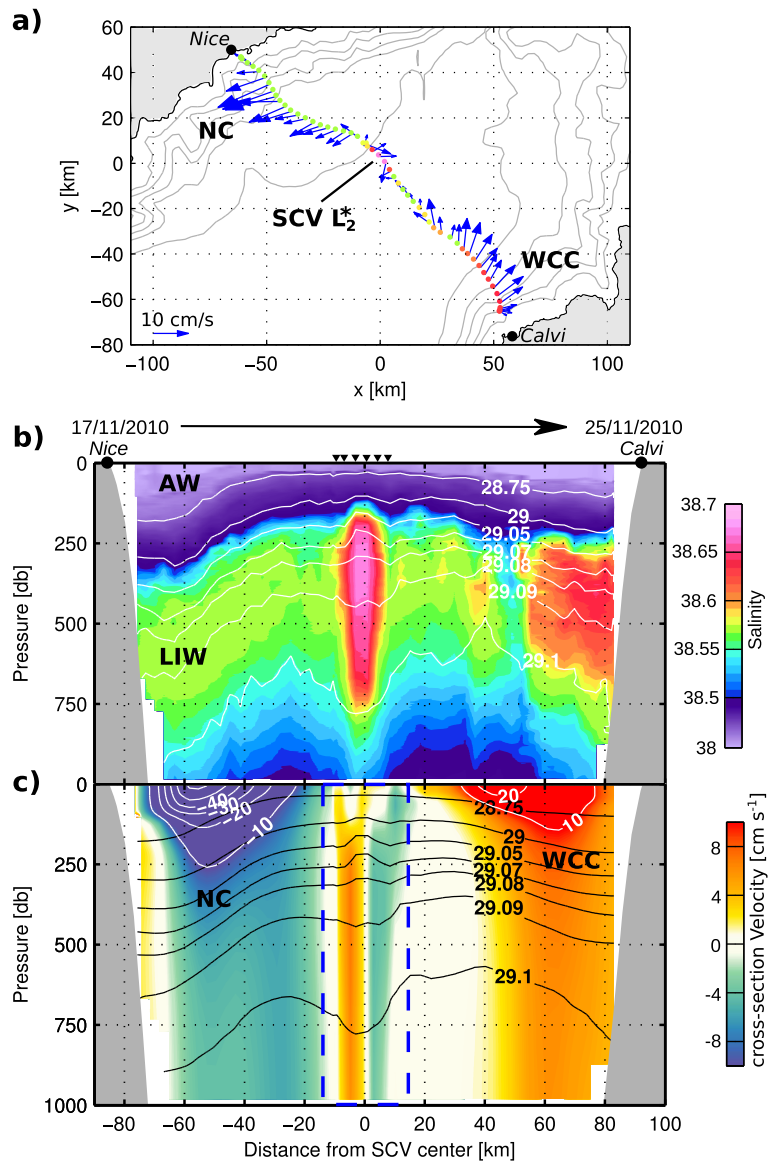 a)
60
40
20
0
−20
−40
−60
−80
y [km]
Nice
NC
SCV L*2
WCC
10 cm/s
Calvi
−100
−50
0
50
100
x [km]
b)
17/11/2010
25/11/2010
Nice
Calvi
0
250
500
750
Pressure [db]
AW
LIW
28.75
29
29.05
29.07
29.08
29.09
29.1
38.7
38.65
38.6
38.55
38.5
38
Salinity
c)
0
250
500
750
1000
Pressure [db]
−40
−30
−20
−10
20
10
NC
WCC
28.75
29
29.05
29.07
29.08
29.09
29.1
8
4
0
-4
-8
cross-section Velocity [cm s⁻¹]
−80
−60
−40
−20
0
20
40
60
80
100
Distance from SCV center [km]